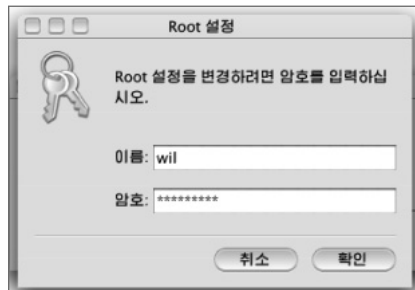 Root 설정
Root 설정을 변경하려면 암호를 입력하십
시오.
이름: wil
암호: *********
취소 확인